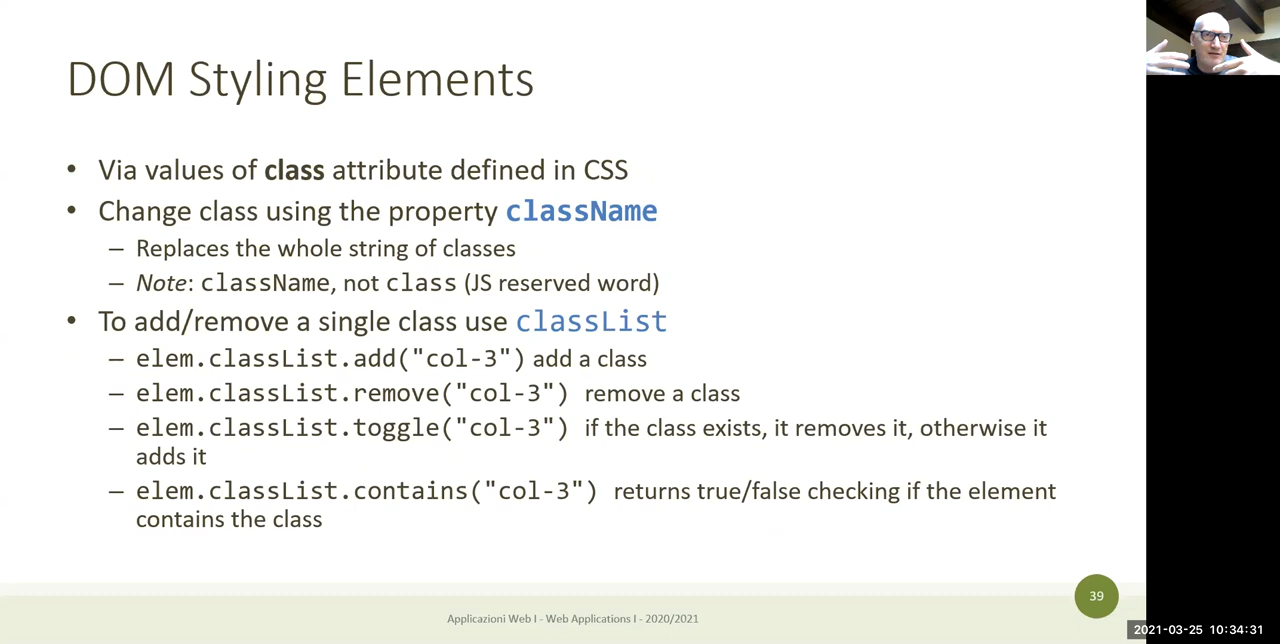 DOM Styling Elements
• Via values of class attribute defined in CSS
• Change class using the property className
– Replaces the whole string of classes
– Note: className, not class (JS reserved word)
• To add/remove a single class use classList
– elem.classList.add("col-3") add a class
– elem.classList.remove("col-3") remove a class
– elem.classList.toggle("col-3") if the class exists, it removes it, otherwise it
adds it
– elem.classList.contains("col-3") returns true/false checking if the element
contains the class
39
Applicazioni Web I - Web Applications I - 2020/2021
2021-03-25 10:34:31